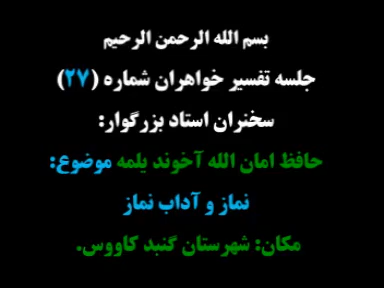 بسم الله الرحمن الرحیم
جلسه تفسیر خواهران شماره (۲۷)
سخنران استاد بزرگوار:
حافظ امان الله آخوند یلمه موضوع:
نماز و آداب نماز
مکان: شهرستان گنبد کاووس.